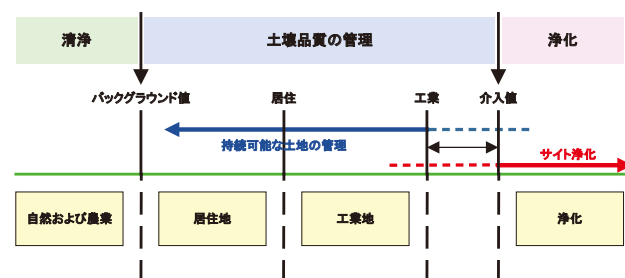 清浄
土壌品質の管理
浄化
バックグラウンド値
居住
工業
介入値
持続可能な土地の管理
サイト浄化
自然および農業
居住地
工業地
浄化